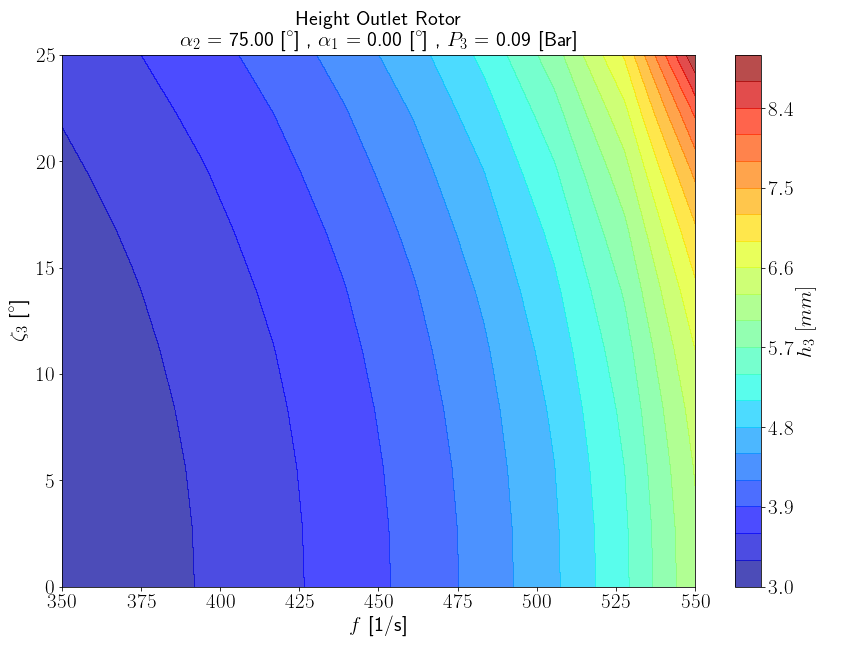 Height Outlet Rotor
α₂ = 75.00 [°] , α₁ = 0.00 [°] , P₃ = 0.09 [Bar]
25
20
15
10
5
0
ζ₃ [°]
350 375 400 425 450 475 500 525 550
f [1/s]
8.4
7.5
6.6
5.7
4.8
3.9
3.0
h₃ [mm]